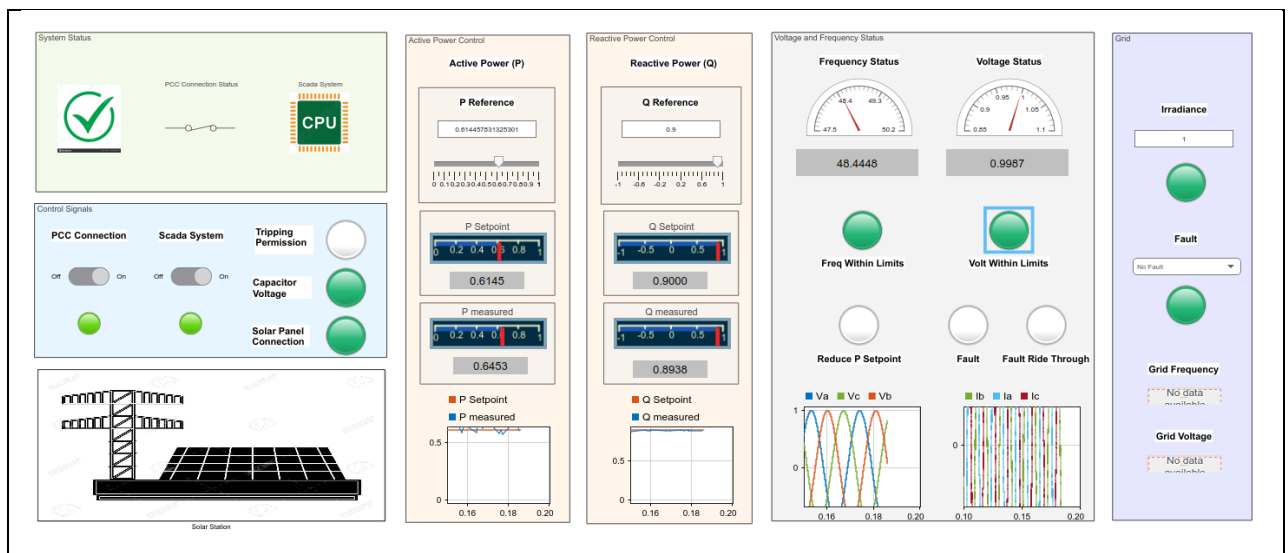 System Status
PCC Connection Status
Scada System
CPU
Control Signals
PCC Connection
Scada System
Tripping
Permission
Off On
Off On
Capacitor
Voltage
Solar Panel
Connection
Solar Station
Active Power Control
Active Power (P)
P Reference
0.614457831325301
0 0.1 0.2 0.3 0.4 0.5 0.6 0.7 0.8 0.9 1
P Setpoint
0 0.2 0.4 0.6 0.8 1
0.6145
P measured
0 0.2 0.4 0.6 0.8 1
0.6453
P Setpoint
P measured
0.5
0
0.16 0.18 0.20
Reactive Power Control
Reactive Power (Q)
Q Reference
0.9
-1 -0.6 -0.2 0.2 0.6 1
Q Setpoint
-1 -0.5 0 0.5 1
0.9000
Q measured
-1 -0.5 0 0.5 1
0.8938
Q Setpoint
Q measured
0.5
0
0.16 0.18 0.20
Voltage and Frequency Status
Frequency Status
47.5 48.4 49.3 50.2
48.4448
Voltage Status
0.85 0.9 0.95 1 1.05 1.1
0.9987
Freq Within Limits
Volt Within Limits
Reduce P Setpoint
Fault
Fault Ride Through
Va Vc Vb
1
0
0.16 0.18 0.20
Ib Ia Ic
0
0.10 0.15 0.20
Grid
Irradiance
1
Fault
No Fault
Grid Frequency
No data
available
Grid Voltage
No data
available